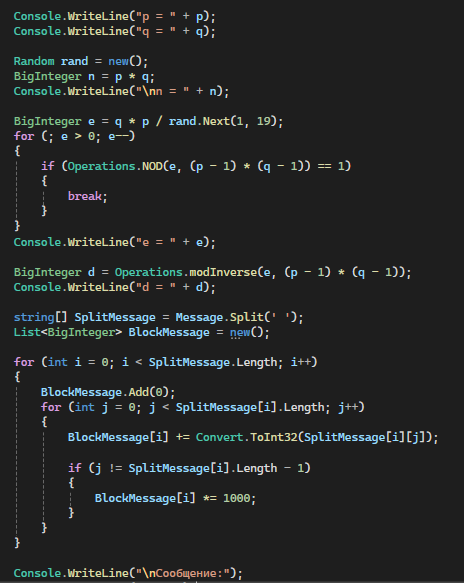 Console.WriteLine("p = " + p);
Console.WriteLine("q = " + q);
Random rand = new();
BigInteger n = p * q;
Console.WriteLine("\nn = " + n);
BigInteger e = q * p / rand.Next(1, 19);
for (; e > 0; e--)
{
if (Operations.NOD(e, (p - 1) * (q - 1)) == 1)
{
break;
}
}
Console.WriteLine("e = " + e);
BigInteger d = Operations.modInverse(e, (p - 1) * (q - 1));
Console.WriteLine("d = " + d);
string[] SplitMessage = Message.Split(' ');
List<BigInteger> BlockMessage = new();
for (int i = 0; i < SplitMessage.Length; i++)
{
BlockMessage.Add(0);
for (int j = 0; j < SplitMessage[i].Length; j++)
{
BlockMessage[i] += Convert.ToInt32(SplitMessage[i][j]);
if (j != SplitMessage[i].Length - 1)
{
BlockMessage[i] *= 1000;
}
}
}
Console.WriteLine("\nСообщение:");